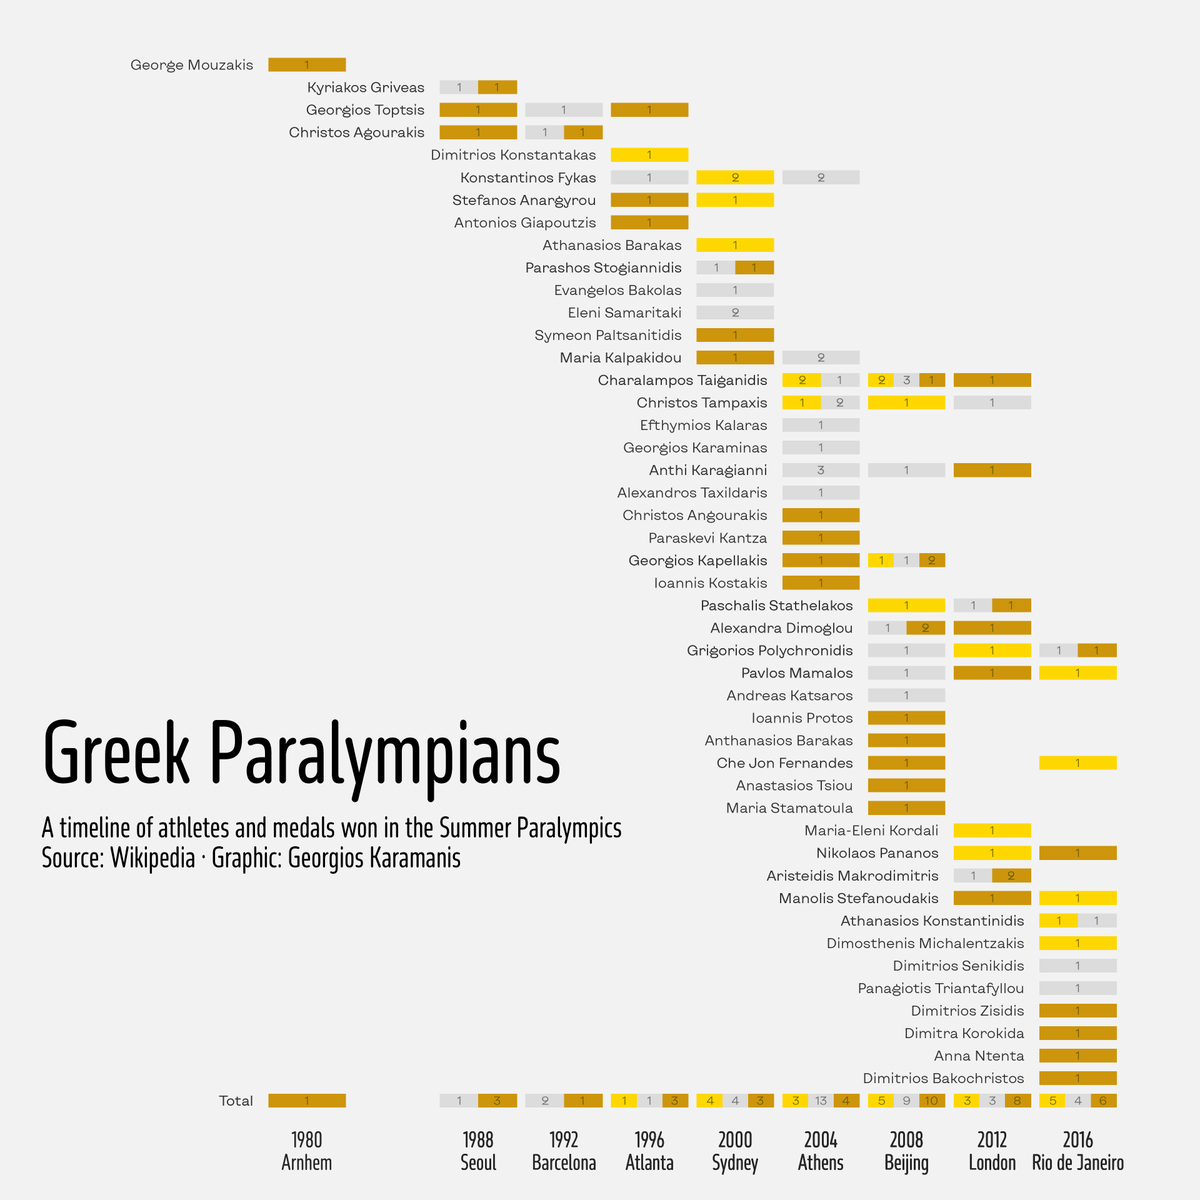 George Mouzakis 1
Kyriakos Griveas 1 1
Georgios Toptsis 1 1 1
Christos Agourakis 1 1 1
Dimitrios Konstantakas 1
Konstantinos Fykas 1 2 2
Stefanos Anargyrou 1 1
Antonios Giapoutzis 1
Athanasios Barakas 1
Parashos Stogiannidis 1 1
Evangelos Bakolas 1
Eleni Samaritaki 2
Symeon Paltsanitidis 1
Maria Kalpakidou 1 2
Charalampos Taiganidis 2 1 2 3 1 1
Christos Tampaxis 1 2 1 1
Efthymios Kalaras 1
Georgios Karaminas 1
Anthi Karagianni 3 1 1
Alexandros Taxildaris 1
Christos Angourakis 1
Paraskevi Kantza 1
Georgios Kapellakis 1 1 1 2
Ioannis Kostakis 1
Paschalis Stathelakos 1 1 1
Alexandra Dimoglou 1 2 1
Grigorios Polychronidis 1 1 1 1
Pavlos Mamalos 1 1 1
Andreas Katsaros 1
Ioannis Protos 1
Anthanasios Barakas 1
Che Jon Fernandes 1 1
Anastasios Tsiou 1
Maria Stamatoula 1
Greek Paralympians
A timeline of athletes and medals won in the Summer Paralympics
Source: Wikipedia · Graphic: Georgios Karamanis
Maria-Eleni Kordali 1
Nikolaos Pananos 1 1
Aristeidis Makrodimitris 1 2
Manolis Stefanoudakis 1 1
Athanasios Konstantinidis 1 1
Dimosthenis Michalentzakis 1
Dimitrios Senikidis 1
Panagiotis Triantafyllou 1
Dimitrios Zisidis 1
Dimitra Korokida 1
Anna Ntenta 1
Dimitrios Bakochristos 1
Total 1 1 3 2 1 1 1 3 4 4 3 3 13 4 5 9 10 3 3 8 5 4 6
1980 1988 1992 1996 2000 2004 2008 2012 2016
Arnhem Seoul Barcelona Atlanta Sydney Athens Beijing London Rio de Janeiro